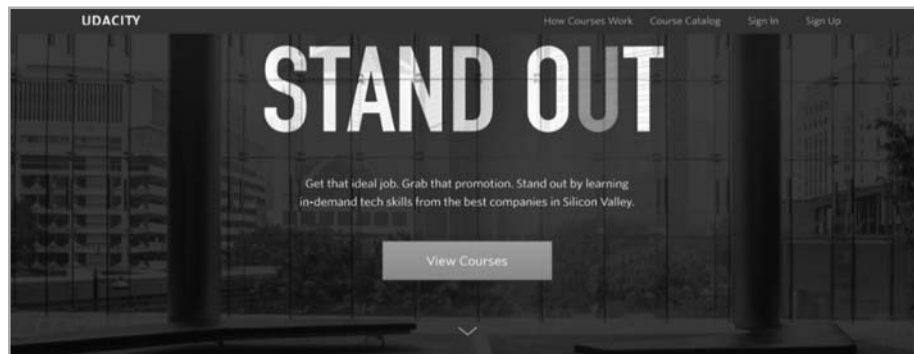 UDACITY How Courses Work Course Catalog Sign In Sign Up
STAND OUT
Get that ideal job. Grab that promotion. Stand out by learning
in-demand tech skills from the best companies in Silicon Valley.
View Courses